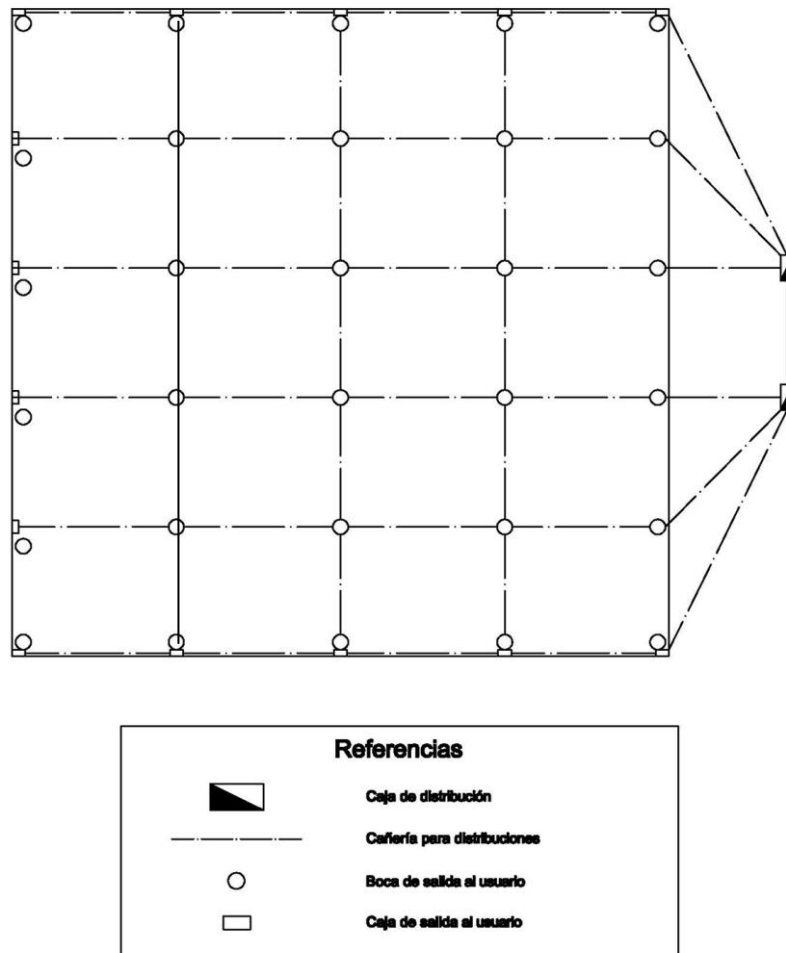 Referencias
Caja de distribución
Cañería para distribuciones
Boca de salida al usuario
Caja de salida al usuario